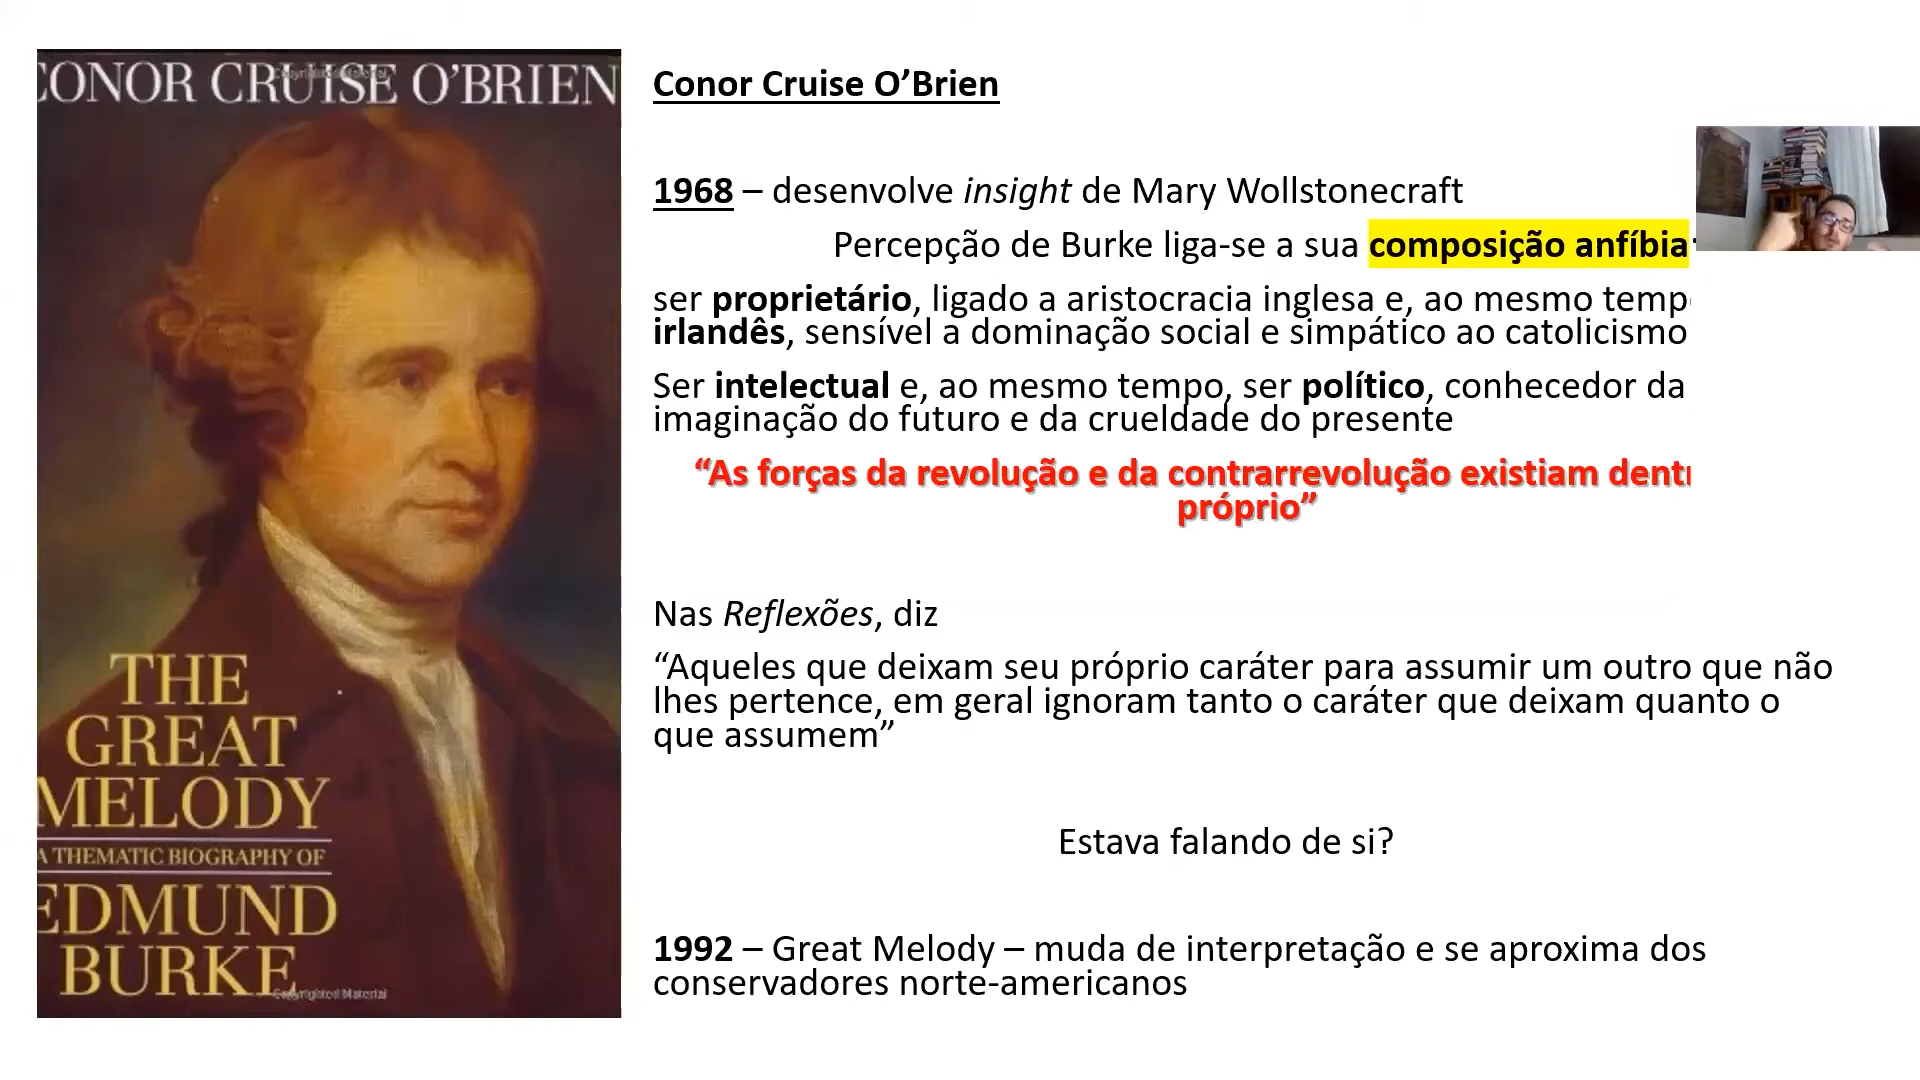 CONOR CRUISE O’BRIEN
Copyrighted Material
THE
GREAT
MELODY
A THEMATIC BIOGRAPHY OF
EDMUND
BURKE
Copyrighted Material
Conor Cruise O’Brien
1968 – desenvolve insight de Mary Wollstonecraft
Percepção de Burke liga-se a sua composição anfíbia
ser proprietário, ligado a aristocracia inglesa e, ao mesmo temp
irlandês, sensível a dominação social e simpático ao catolicismo
Ser intelectual e, ao mesmo tempo, ser político, conhecedor da
imaginação do futuro e da crueldade do presente
“As forças da revolução e da contrarrevolução existiam dent
próprio”
Nas Reflexões, diz
“Aqueles que deixam seu próprio caráter para assumir um outro que não
lhes pertence, em geral ignoram tanto o caráter que deixam quanto o
que assumem”
Estava falando de si?
1992 – Great Melody – muda de interpretação e se aproxima dos
conservadores norte-americanos